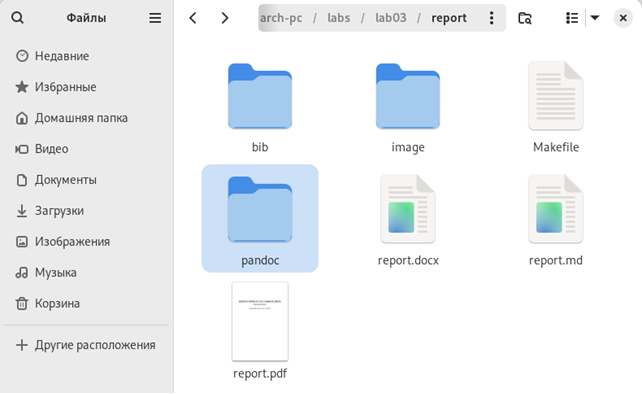 Файлы
arch-pc / labs / lab03 / report
Недавние
Избранные
Домашняя папка
Видео
Документы
Загрузки
Изображения
Музыка
Корзина
Другие расположения
bib
image
Makefile
pandoc
report.docx
report.md
report.pdf